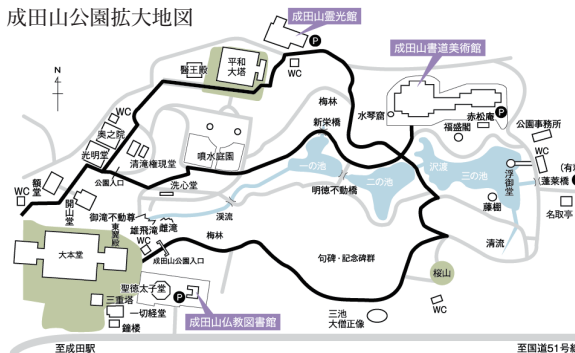 成田山公園拡大地図
成田山霊光館
P
WC
平和
大塔
醫王殿
成田山書道美術館
N
WC
奥之院
光明堂
清滝権現堂
公園入口
噴水庭園
梅林
新栄橋
水琴窟
福盛閣
赤松庵
P
公園事務所
WC
額堂
WC
開山堂
洗心堂
一の池
明徳不動橋
二の池
沢渡
三の池
浮御堂
蓬莱橋
藤棚
名取亭
御滝不動尊
東翼殿
雄飛滝
雌滝
渓流
WC
成田山公園入口
梅林
清流
大本堂
句碑・記念碑群
桜山
聖徳太子堂
P
成田山仏教図書館
三重塔
一切経堂
鐘楼
三池
大僧正像
WC
至成田駅
至国道51号線